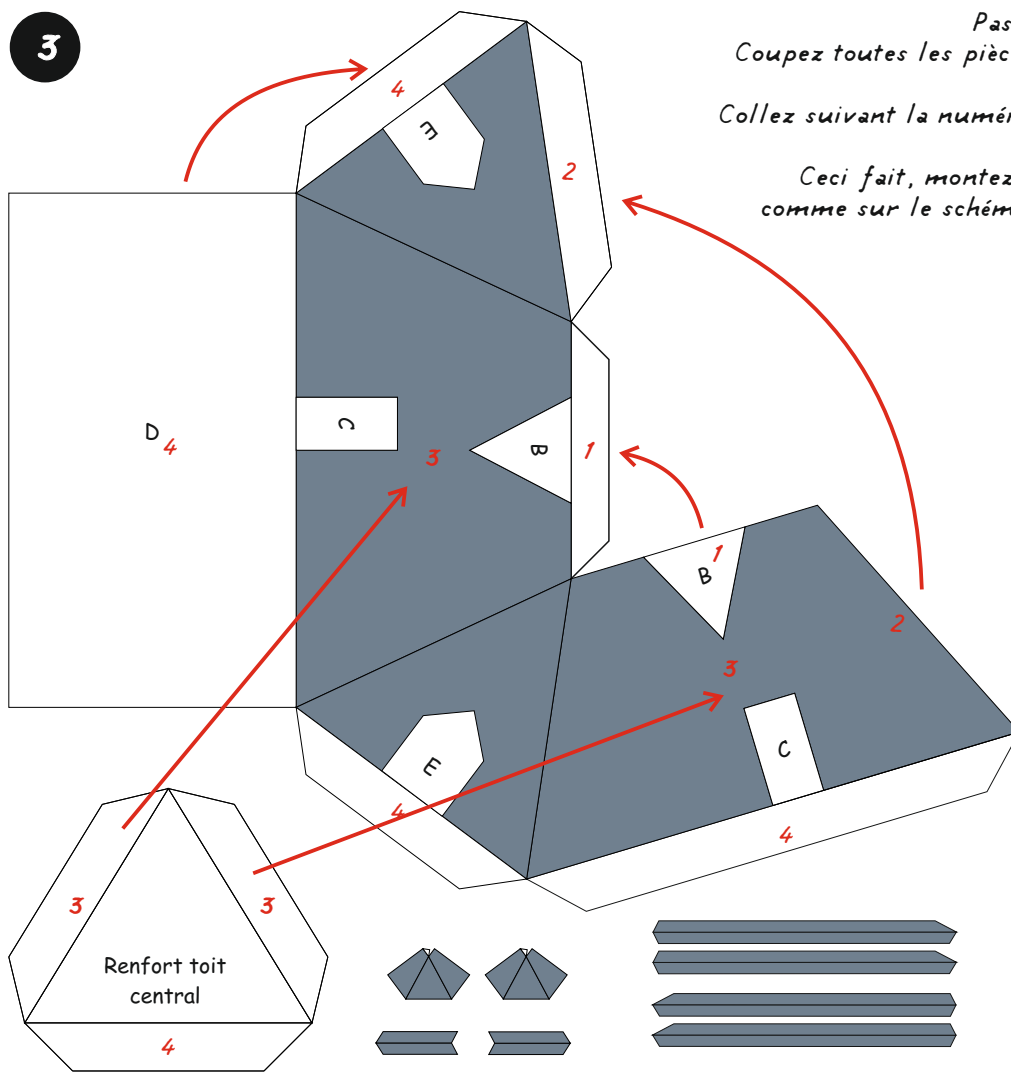 3
Pas
Coupez toutes les pièc
Collez suivant la numér
Ceci fait, montez
comme sur le schém
4
E
2
D 4
C
3
B
1
1
B
2
3
E
C
4
4
3
3
Renfort toit
central
4